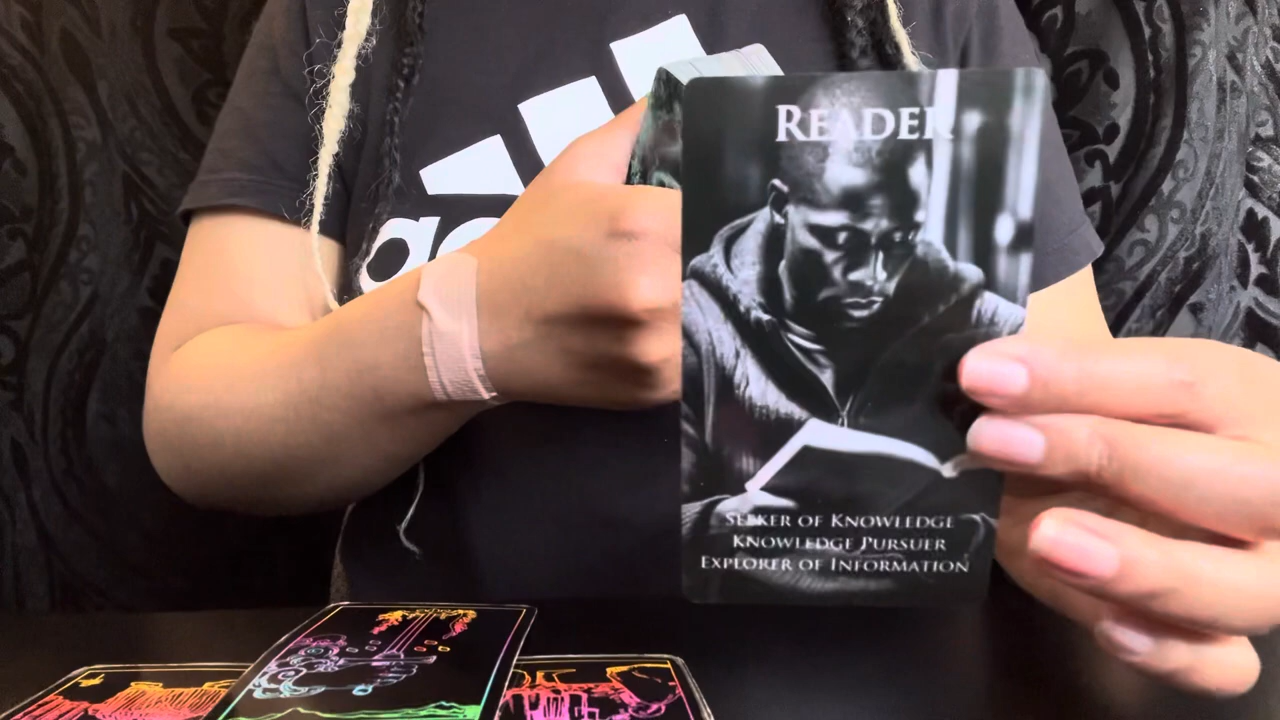 READER
SEEKER OF KNOWLEDGE
KNOWLEDGE PURSUER
EXPLORER OF INFORMATION